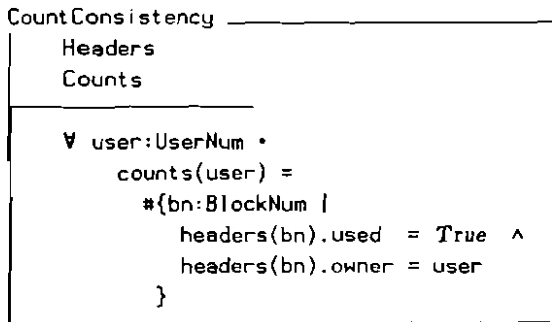 CountConsistency
Headers
Counts
∀ user:UserNum •
counts(user) =
#{bn:BlockNum |
headers(bn).used = True ∧
headers(bn).owner = user
}